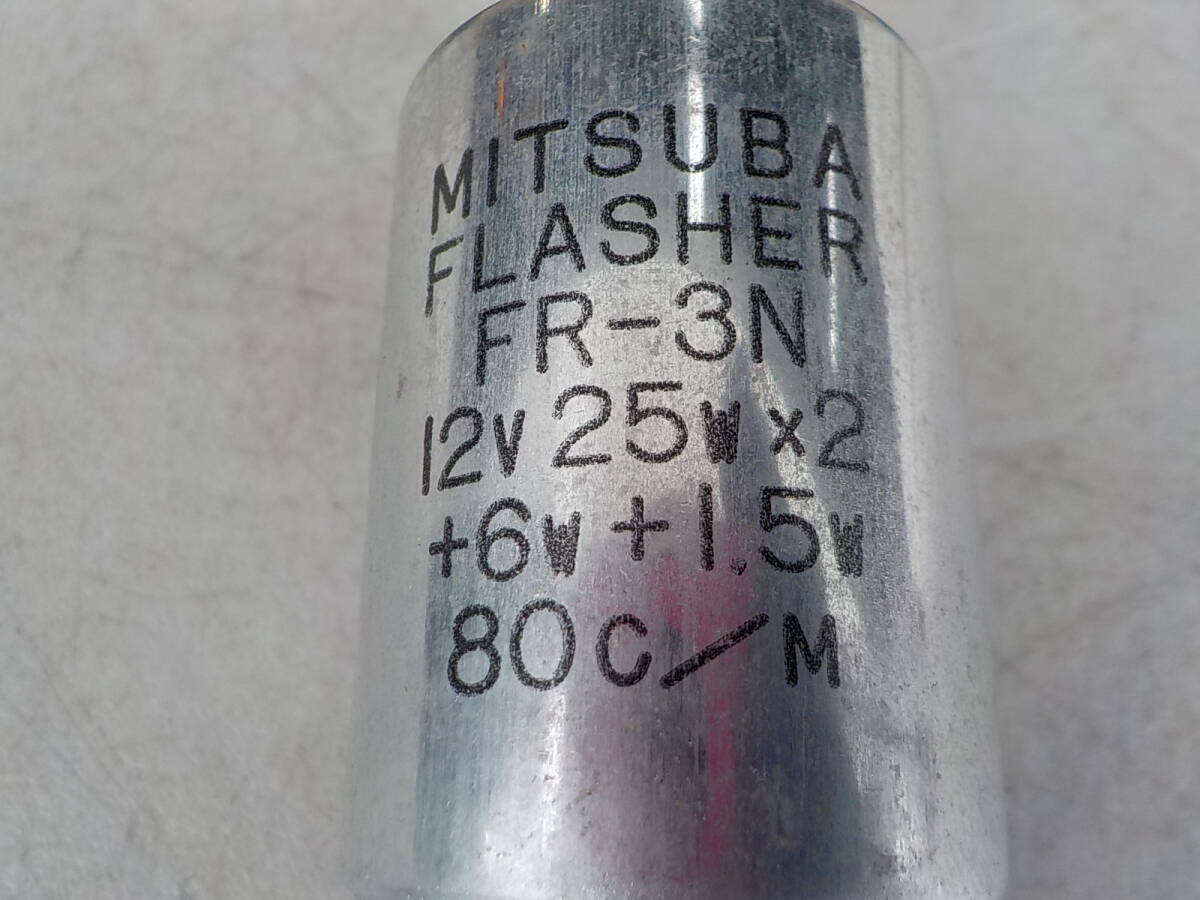 MITSUBA
FLASHER
FR-3N
12V 25W×2
+6W+1.5W
80C/M